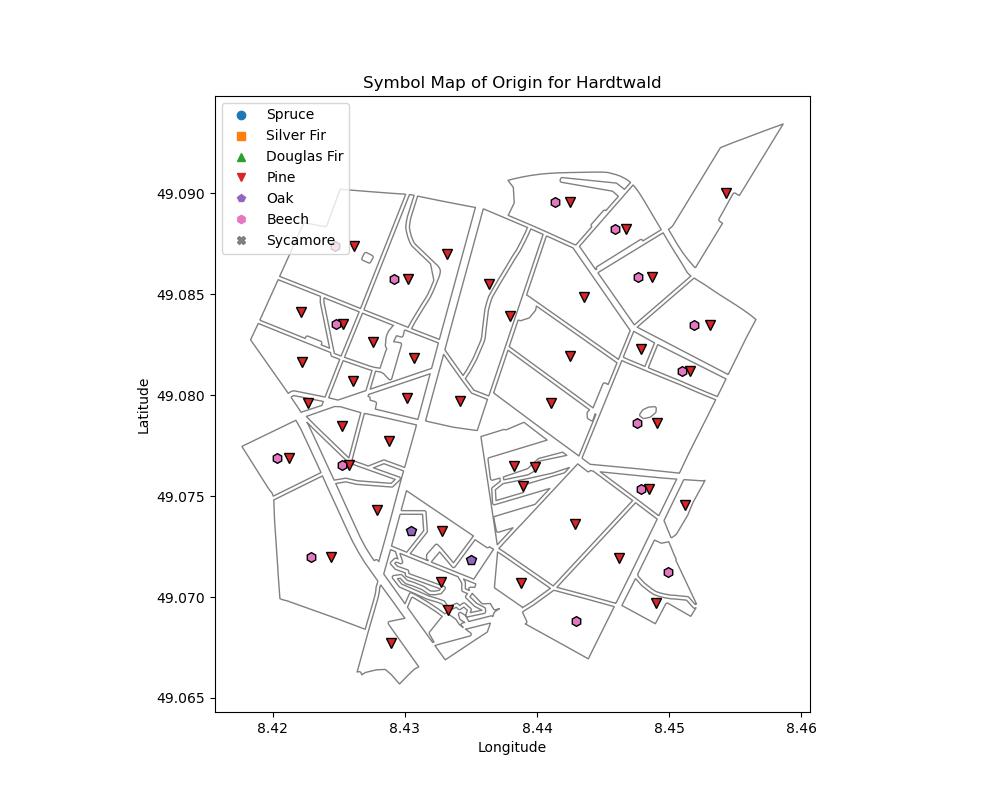 Symbol Map of Origin for Hardtwald
Spruce
Silver Fir
Douglas Fir
Pine
Oak
Beech
Sycamore
49.090
49.085
49.080
49.075
49.070
49.065
Latitude
8.42 8.43 8.44 8.45 8.46
Longitude